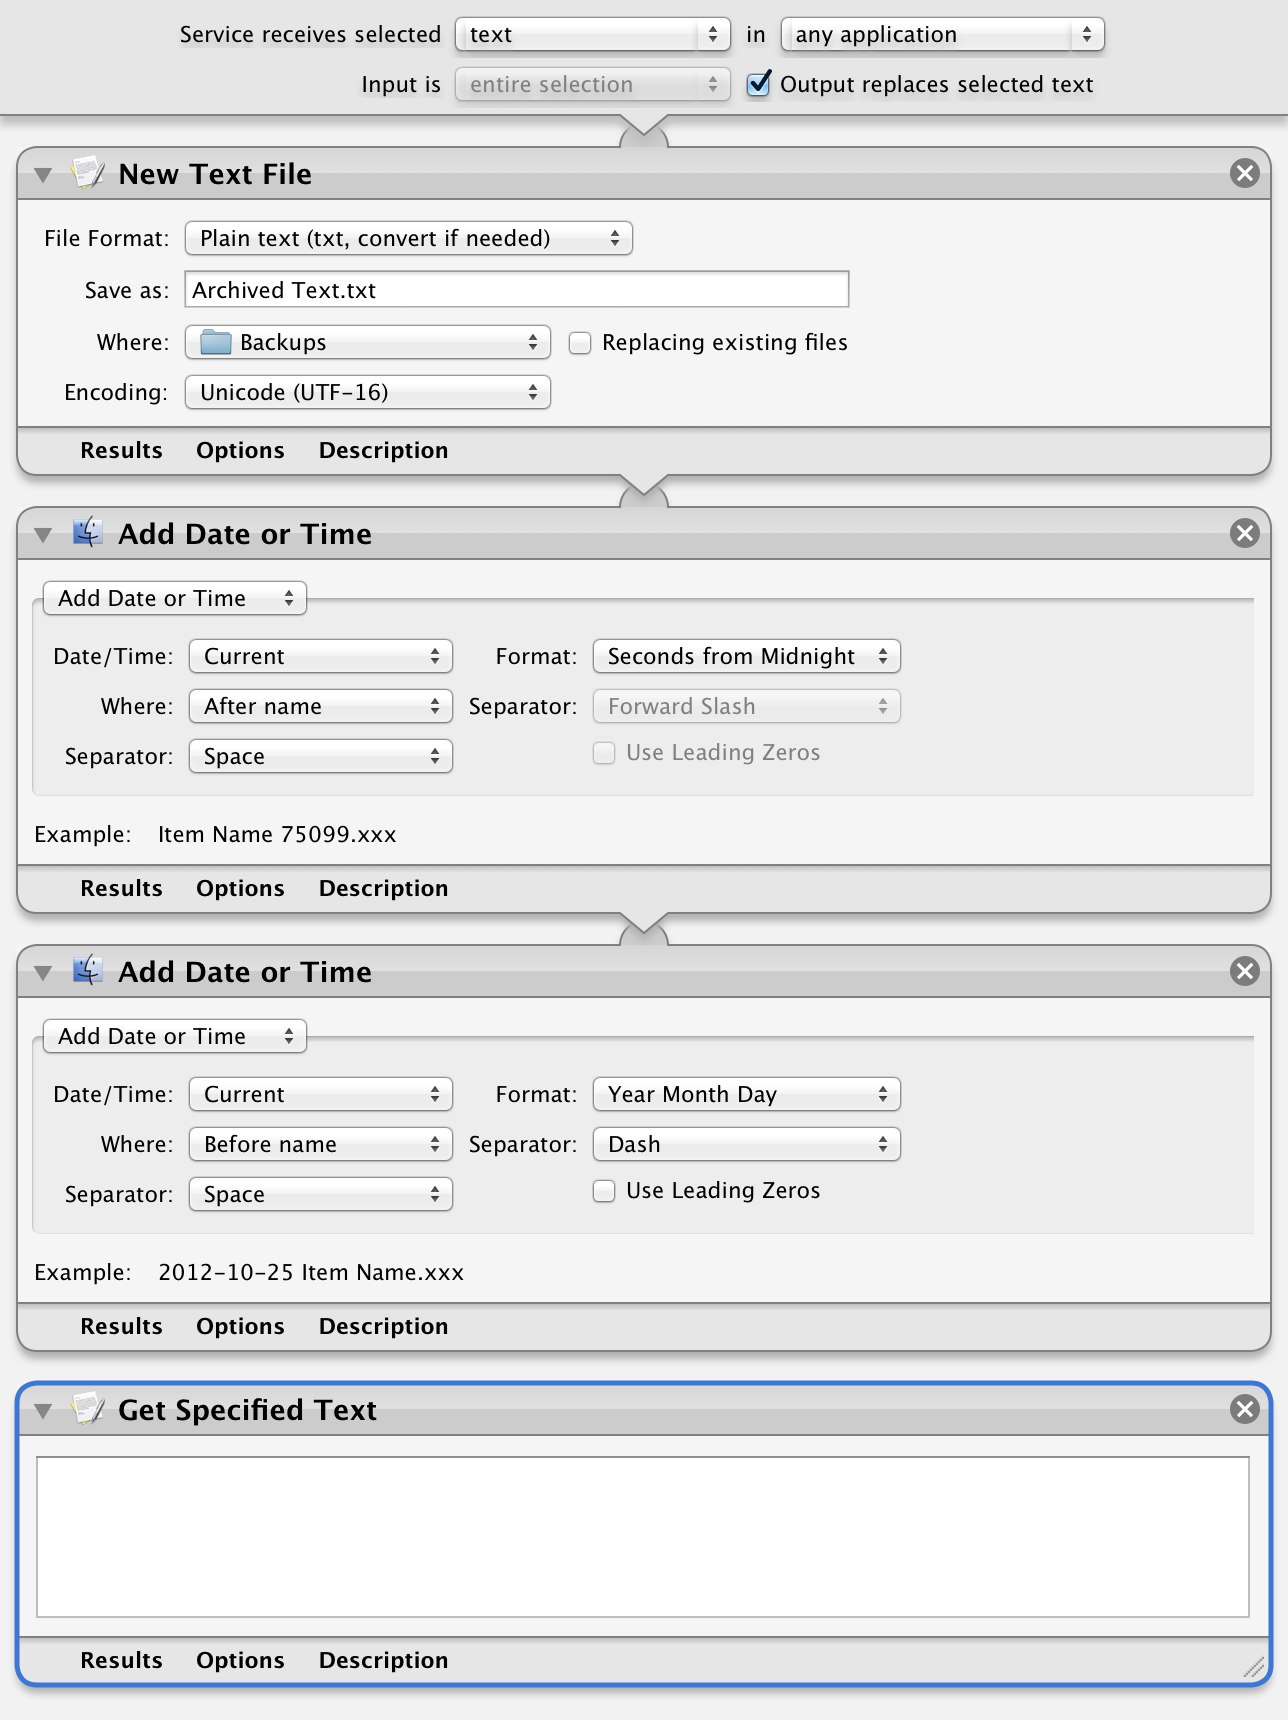 Service receives selected text in any application
Input is entire selection Output replaces selected text
New Text File
File Format: Plain text (txt, convert if needed)
Save as: Archived Text.txt
Where: Backups Replacing existing files
Encoding: Unicode (UTF-16)
Results Options Description
Add Date or Time
Add Date or Time
Date/Time: Current Format: Seconds from Midnight
Where: After name Separator: Forward Slash
Separator: Space Use Leading Zeros
Example: Item Name 75099.xxx
Results Options Description
Add Date or Time
Add Date or Time
Date/Time: Current Format: Year Month Day
Where: Before name Separator: Dash
Separator: Space Use Leading Zeros
Example: 2012-10-25 Item Name.xxx
Results Options Description
Get Specified Text
Results Options Description